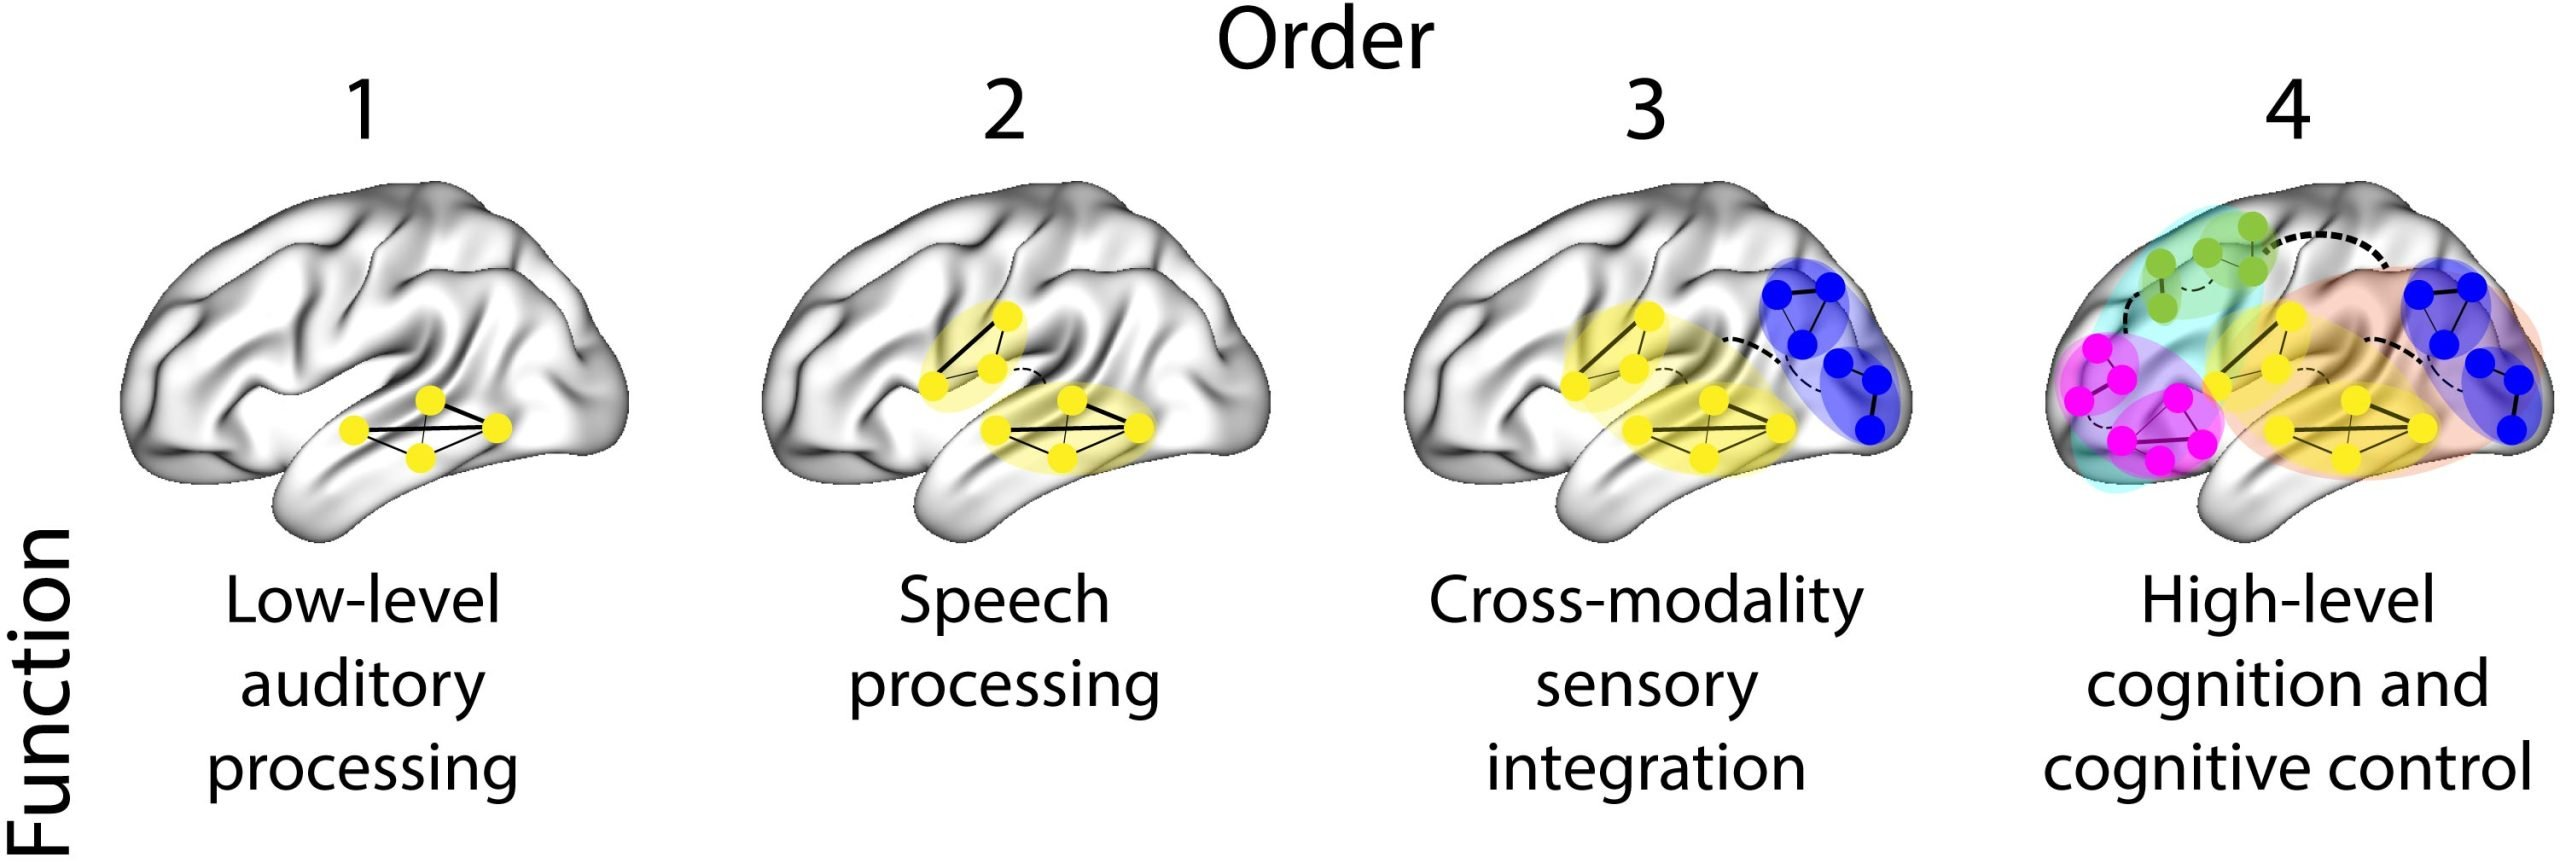 Order
1
2
3
4
Function
Low-level
auditory
processing
Speech
processing
Cross-modality
sensory
integration
High-level
cognition and
cognitive control